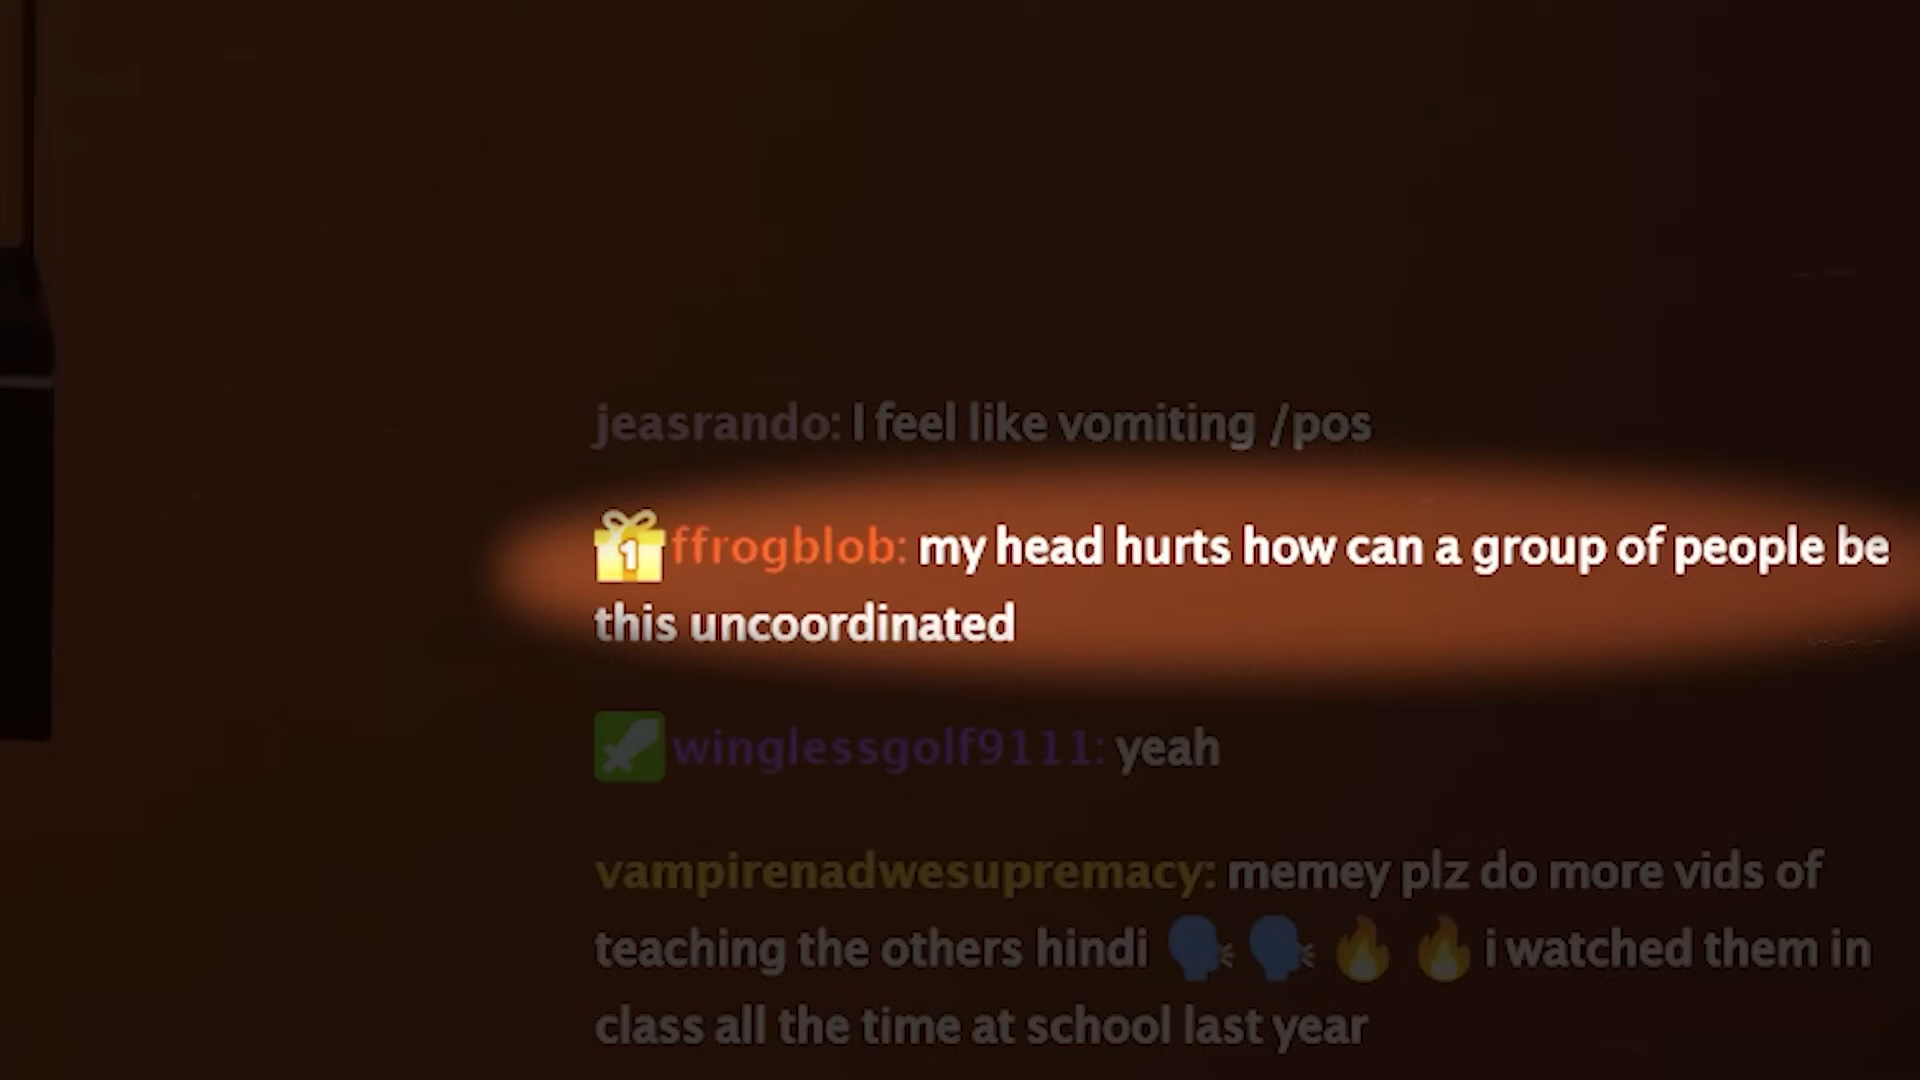 jeasrando: I feel like vomiting /pos
1 ffrogblob: my head hurts how can a group of people be
this uncoordinated
winglessgolf9111: yeah
vampirenadwesupremacy: memey plz do more vids of
teaching the others hindi 🗣️ 🗣️ 🔥 🔥 i watched them in
class all the time at school last year